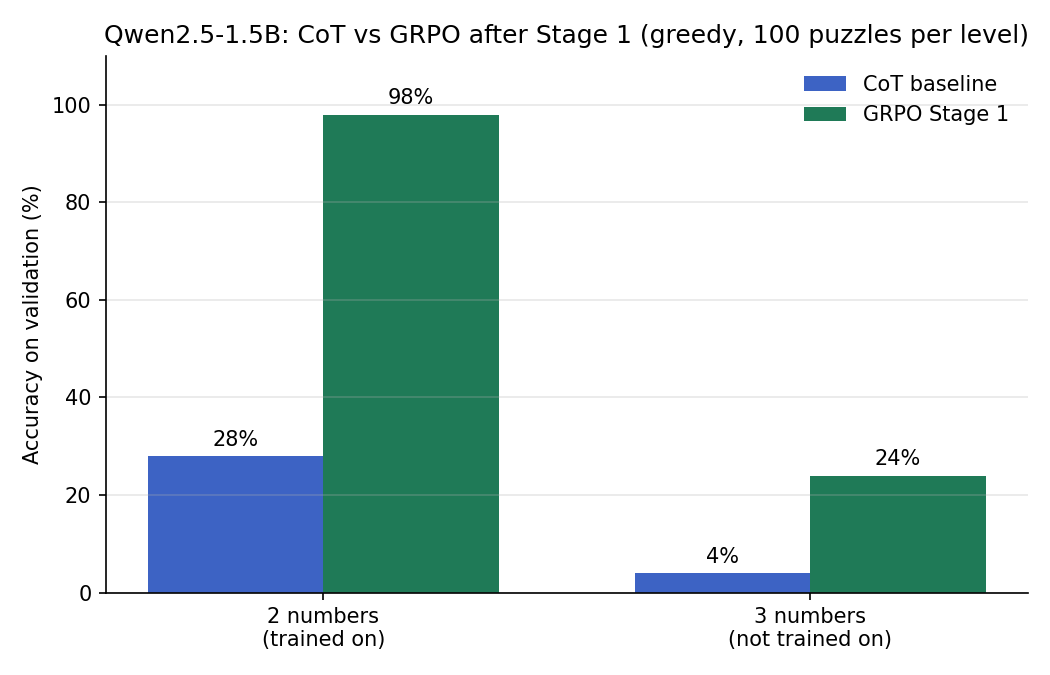 Qwen2.5-1.5B: CoT vs GRPO after Stage 1 (greedy, 100 puzzles per level)
CoT baseline
GRPO Stage 1
Accuracy on validation (%)
100
80
60
40
20
0
28%
98%
4%
24%
2 numbers
(trained on)
3 numbers
(not trained on)